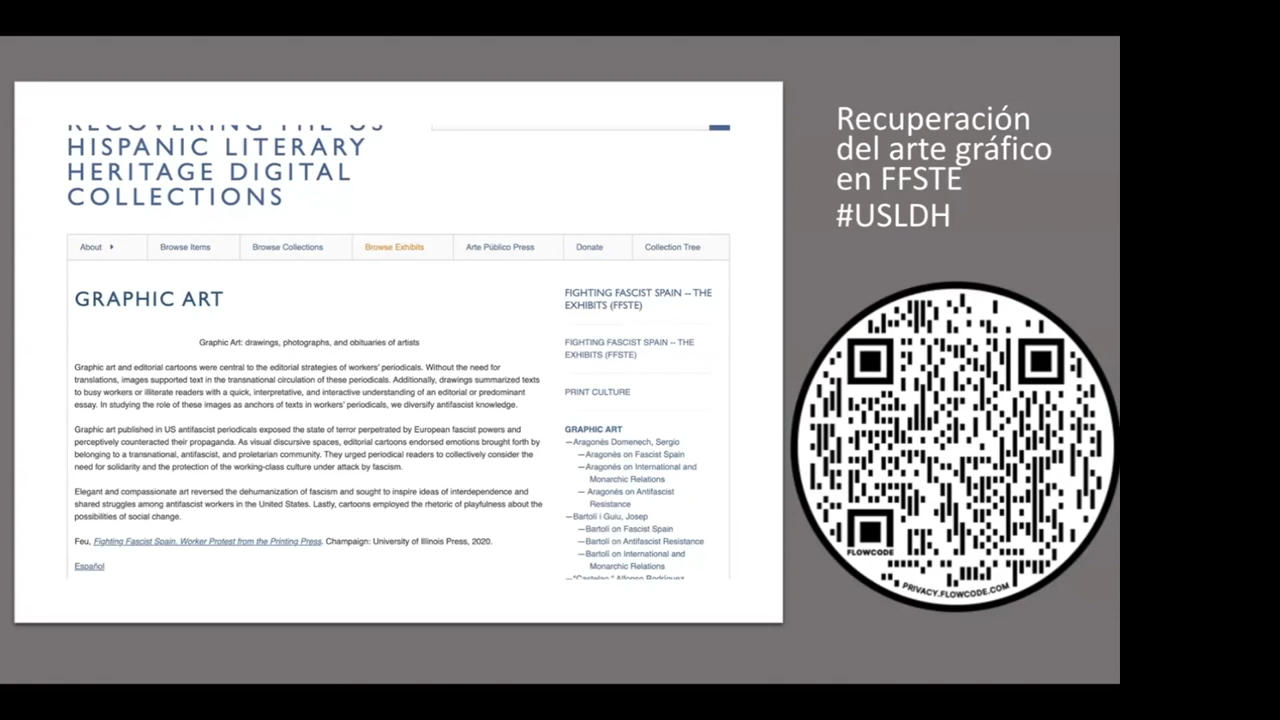 RECOVERING THE US
HISPANIC LITERARY
HERITAGE DIGITAL
COLLECTIONS
About
Browse Items
Browse Collections
Browse Exhibits
Arte Público Press
Donate
Collection Tree
GRAPHIC ART
Graphic Art: drawings, photographs, and obituaries of artists
Graphic art and editorial cartoons were central to the editorial strategies of workers' periodicals. Without the need for
translations, images supported text in the transnational circulation of these periodicals. Additionally, drawings summarized texts
to busy workers or illiterate readers with a quick, interpretative, and interactive understanding of an editorial or predominant
essay. In studying the role of these images as anchors of texts in workers' periodicals, we diversify antifascist knowledge.
Graphic art published in US antifascist periodicals exposed the state of terror perpetrated by European fascist powers and
perceptively counteracted their propaganda. As visual discursive spaces, editorial cartoons endorsed emotions brought forth by
belonging to a transnational, antifascist, and proletarian community. They urged periodical readers to collectively consider the
need for solidarity and the protection of the working-class culture under attack by fascism.
Elegant and compassionate art reversed the dehumanization of fascism and sought to inspire ideas of interdependence and
shared struggles among antifascist workers in the United States. Lastly, cartoons employed the rhetoric of playfulness about the
possibilities of social change.
Feu, Fighting Fascist Spain. Worker Protest from the Printing Press. Champaign: University of Illinois Press, 2020.
Español
FIGHTING FASCIST SPAIN -- THE
EXHIBITS (FFSTE)
FIGHTING FASCIST SPAIN -- THE
EXHIBITS (FFSTE)
PRINT CULTURE
GRAPHIC ART
—Aragonès Domenech, Sergio
—Aragonés on Fascist Spain
—Aragonés on International and
Monarchic Relations
— Aragonés on Antifascist
Resistance
—Bartolí i Guiu, Josep
—Bartolí on Fascist Spain
—Bartolí on Antifascist Resistance
—Bartolí on International and
Monarchic Relations
—"Castelao," Alfonso Rodríguez
Recuperación
del arte gráfico
en FFSTE
#USLDH
FLOWCODE
PRIVACY.FLOWCODE.COM